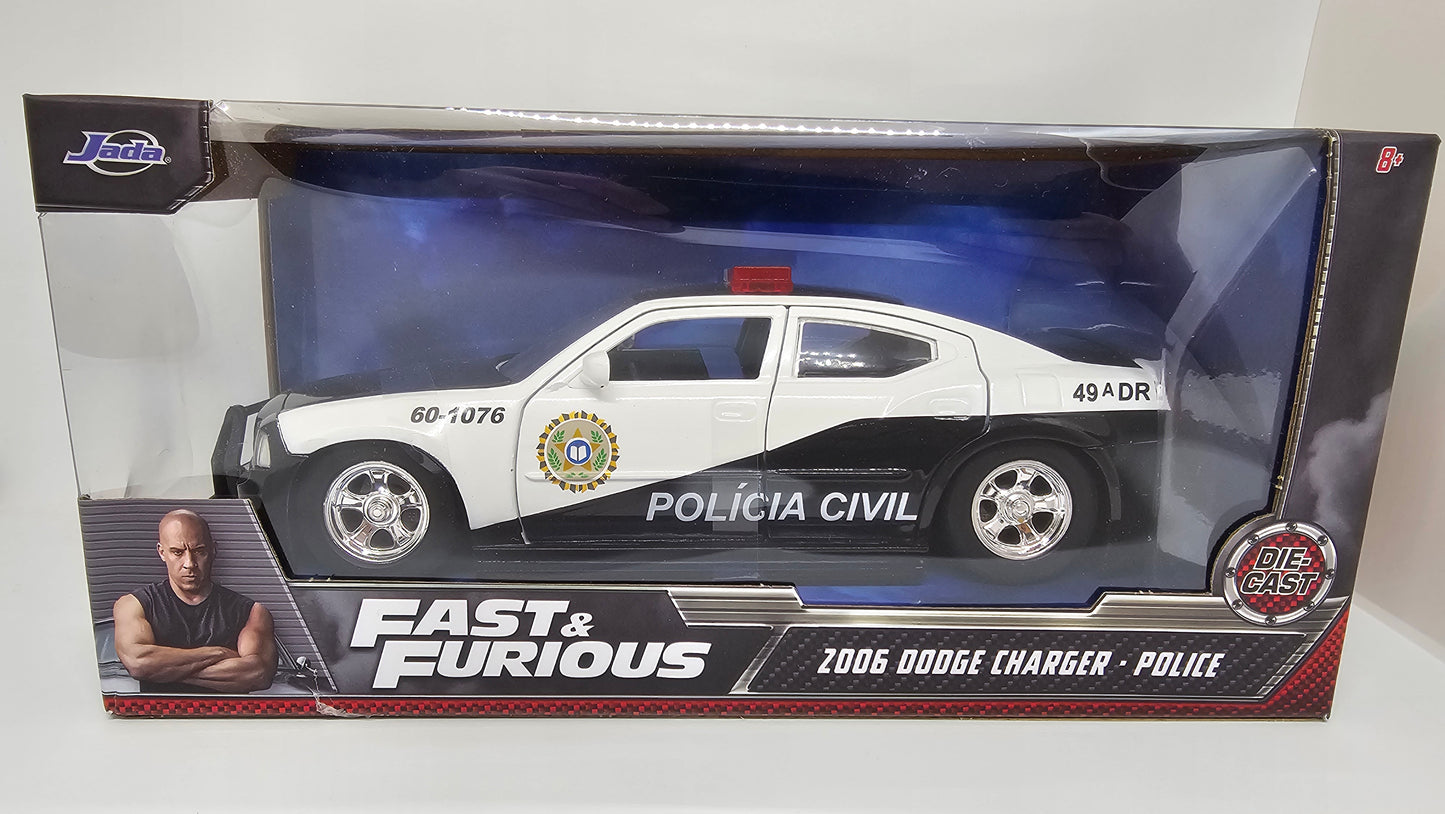 Jada
8+
60-1076
49 A DR
POLÍCIA CIVIL
DIE-
CAST
FAST &
FURIOUS
2006 DODGE CHARGER · POLICE